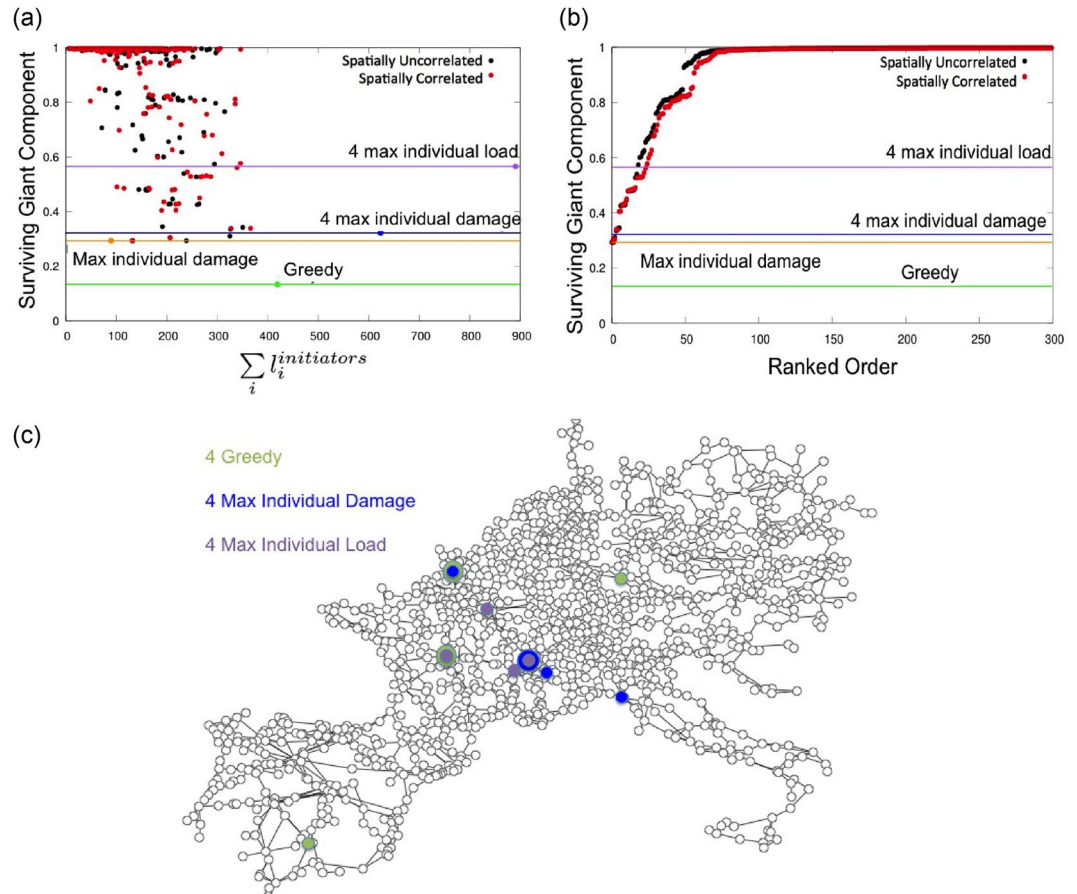 (a)
Surviving Giant Component
1
0.8
0.6
0.4
0.2
0
Spatially Uncorrelated
Spatially Correlated
4 max individual load
4 max individual damage
Max individual damage
Greedy
0 100 200 300 400 500 600 700 800 900
∑_i l_i^{initiators}
(b)
Surviving Giant Component
1
0.8
0.6
0.4
0.2
0
Spatially Uncorrelated
Spatially Correlated
4 max individual load
4 max individual damage
Max individual damage
Greedy
0 50 100 150 200 250 300
Ranked Order
(c)
4 Greedy
4 Max Individual Damage
4 Max Individual Load